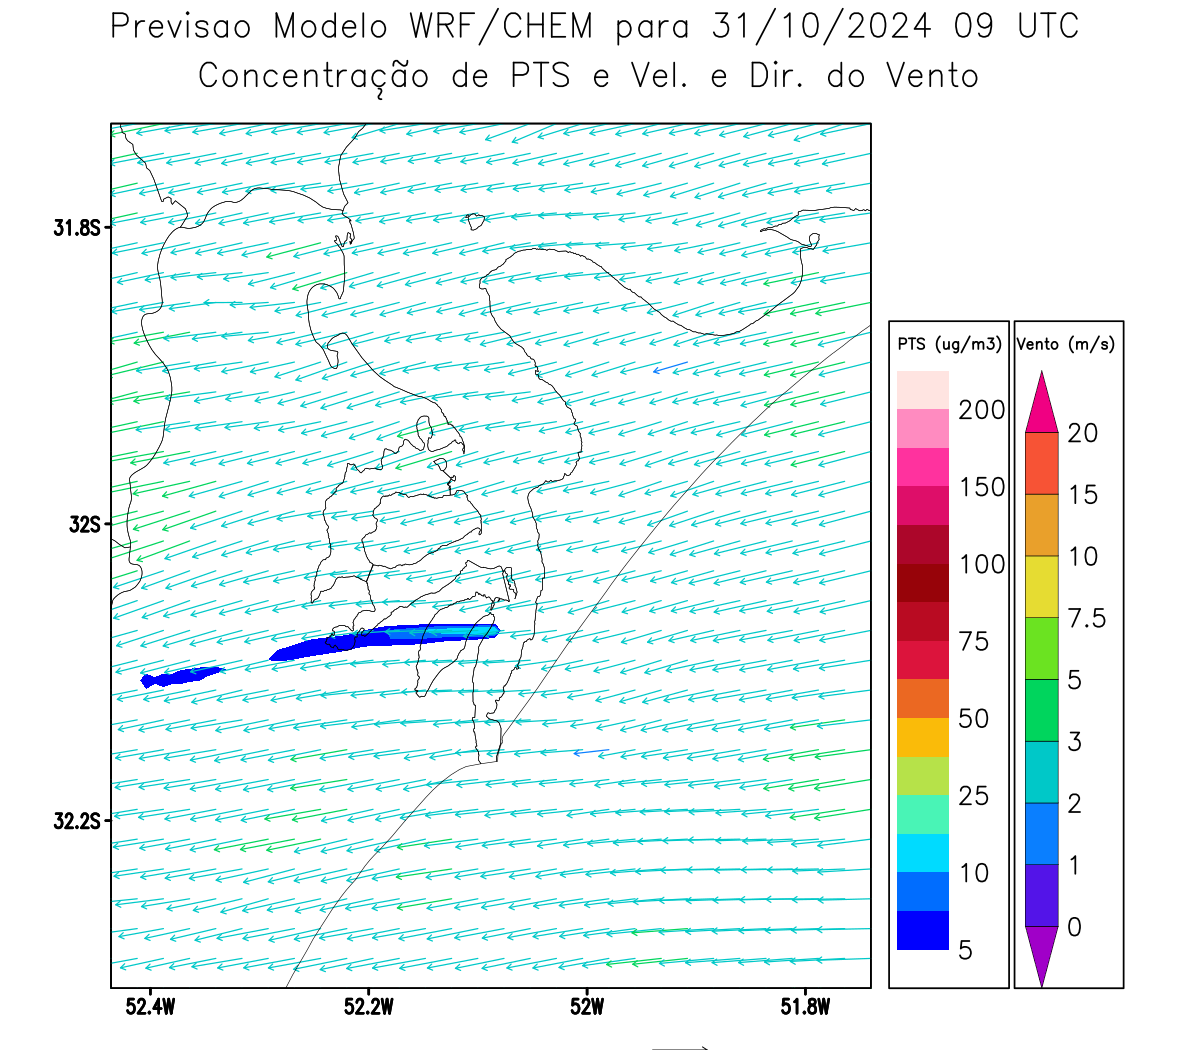 Previsao Modelo WRF/CHEM para 31/10/2024 09 UTC
Concentração de PTS e Vel. e Dir. do Vento
31.8S
32S
32.2S
52.4W 52.2W 52W 51.8W
PTS (ug/m3)
200
150
100
75
50
25
10
5
Vento (m/s)
20
15
10
7.5
5
3
2
1
0